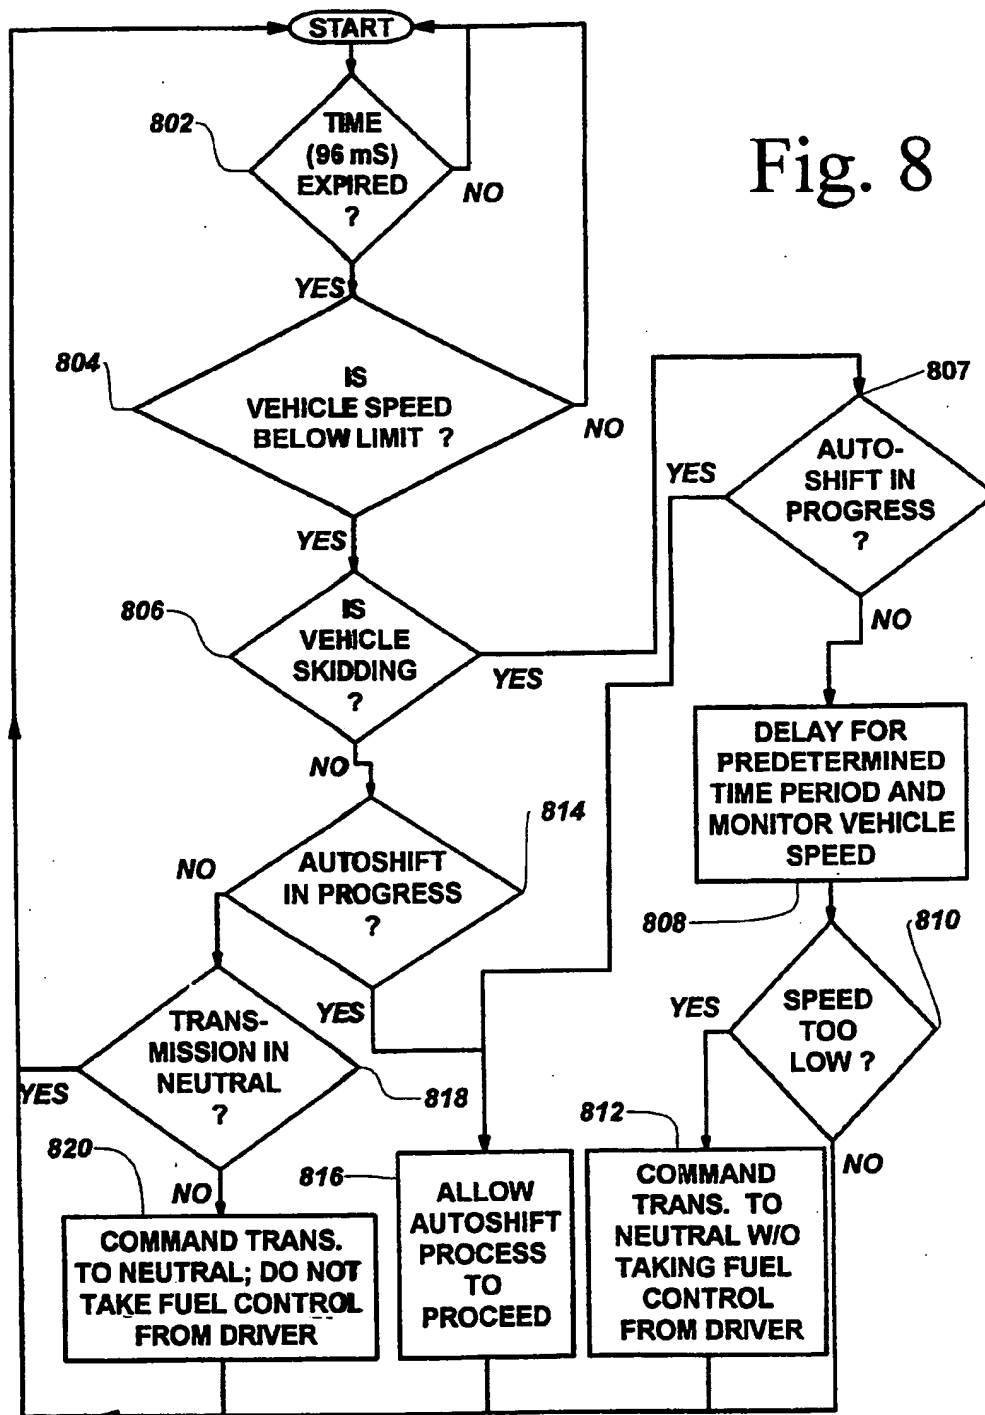 START
802
TIME
(96 mS)
EXPIRED
?
NO
Fig. 8
YES
804
IS
VEHICLE SPEED
BELOW LIMIT ?
NO
YES
807
AUTO-
SHIFT IN
PROGRESS
?
YES
NO
806
IS
VEHICLE
SKIDDING
?
YES
NO
DELAY FOR
PREDETERMINED
TIME PERIOD AND
MONITOR VEHICLE
SPEED
808
814
AUTOSHIFT
IN PROGRESS
?
NO
YES
810
SPEED
TOO
LOW ?
YES
NO
TRANS-
MISSION IN
NEUTRAL
?
YES
818
NO
820
COMMAND TRANS.
TO NEUTRAL; DO NOT
TAKE FUEL CONTROL
FROM DRIVER
816
ALLOW
AUTOSHIFT
PROCESS
TO
PROCEED
812
COMMAND
TRANS. TO
NEUTRAL W/O
TAKING FUEL
CONTROL
FROM DRIVER